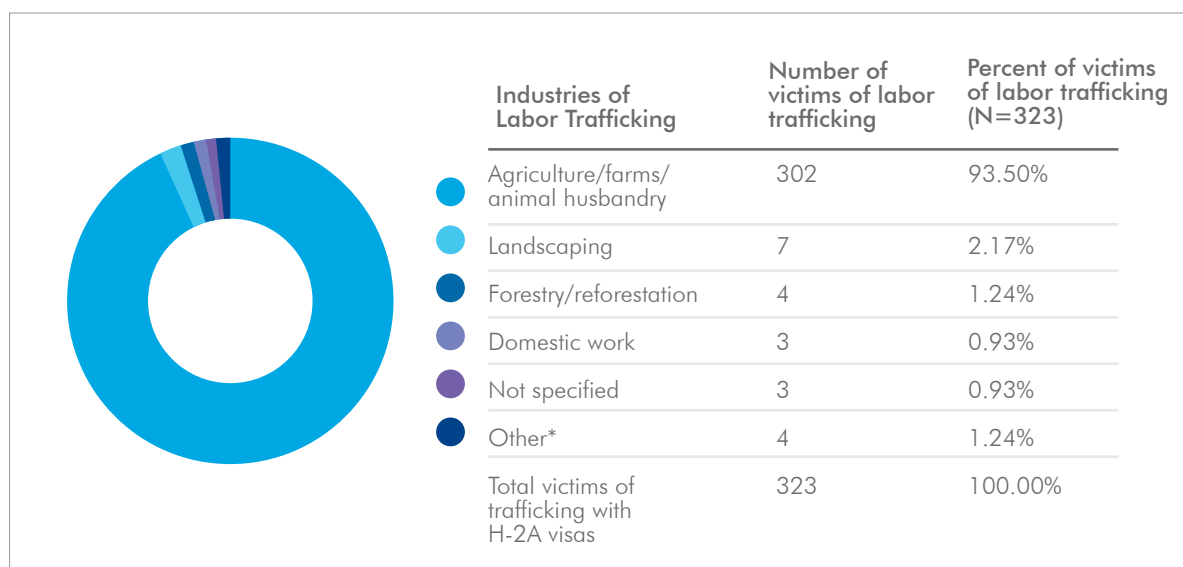 Industries of
Labor Trafficking
Number of
victims of labor
trafficking
Percent of victims
of labor trafficking
(N=323)
Agriculture/farms/
animal husbandry
302
93.50%
Landscaping
7
2.17%
Forestry/reforestation
4
1.24%
Domestic work
3
0.93%
Not specified
3
0.93%
Other*
4
1.24%
Total victims of
trafficking with
H-2A visas
323
100.00%